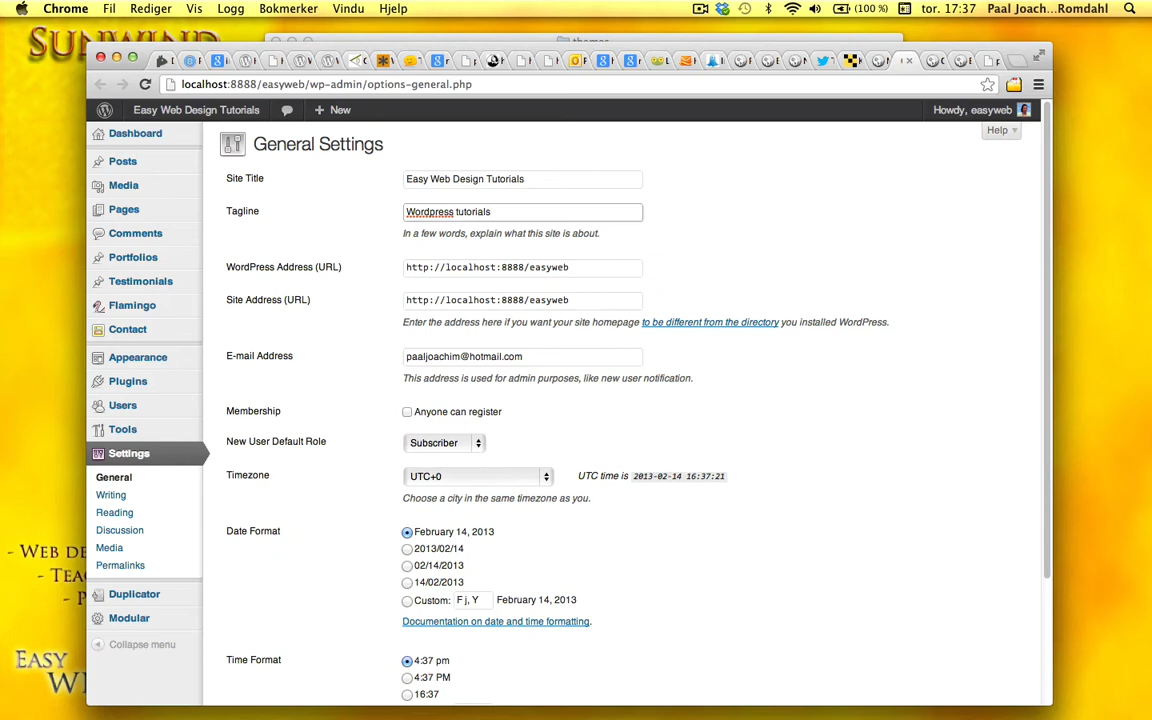 Chrome Fil Rediger Vis Logg Bokmerker Vindu Hjelp (100 %) tor. 17:37 Paal Joach...Romdahl
SUNWIND
themes
localhost:8888/easyweb/wp-admin/options-general.php
Easy Web Design Tutorials + New Howdy, easyweb
Help
Dashboard
Posts
Media
Pages
Comments
Portfolios
Testimonials
Flamingo
Contact
Appearance
Plugins
Users
Tools
Settings
General
Writing
Reading
Discussion
Media
Permalinks
Duplicator
Modular
Collapse menu
General Settings
Site Title Easy Web Design Tutorials
Tagline Wordpress tutorials
In a few words, explain what this site is about.
WordPress Address (URL) http://localhost:8888/easyweb
Site Address (URL) http://localhost:8888/easyweb
Enter the address here if you want your site homepage to be different from the directory you installed WordPress.
E-mail Address paaljoachim@hotmail.com
This address is used for admin purposes, like new user notification.
Membership Anyone can register
New User Default Role Subscriber
Timezone UTC+0 UTC time is 2013-02-14 16:37:21
Choose a city in the same timezone as you.
Date Format February 14, 2013
2013/02/14
02/14/2013
14/02/2013
Custom: F j, Y February 14, 2013
Documentation on date and time formatting.
Time Format 4:37 pm
4:37 PM
16:37
- WEB DE
EASY